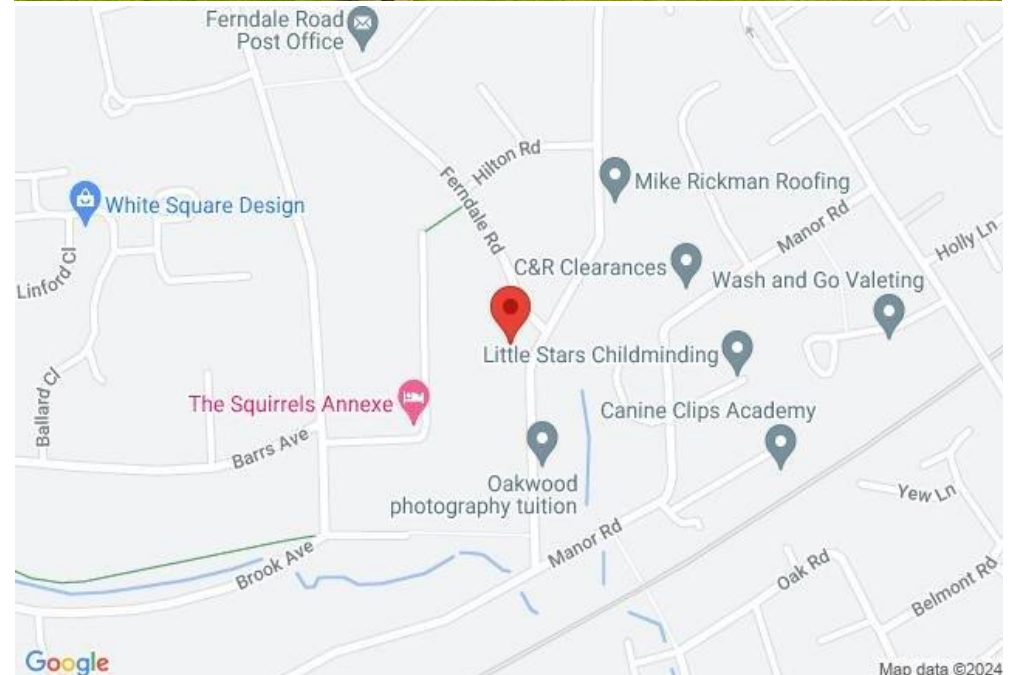 Ferndale Road
Post Office
Hilton Rd
Ferndale Rd
Mike Rickman Roofing
White Square Design
Manor Rd
Holly Ln
Linford Cl
C&R Clearances
Wash and Go Valeting
Little Stars Childminding
Ballard Cl
The Squirrels Annexe
Canine Clips Academy
Barrs Ave
Oakwood
photography tuition
Yew Ln
Manor Rd
Brook Ave
Oak Rd
Belmont Rd
Google
Map data ©2024